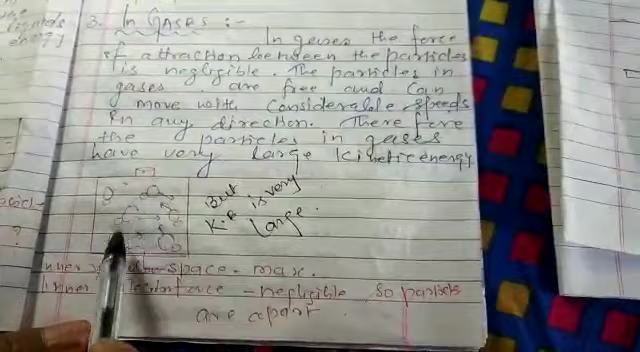 3. In GASES :-
In gases the force
of attraction between the particles
is negligible. The particles in
gases are free and can
move with considerable speeds
in any direction. There fore
the particles in gases
have very large kinetic energy
But
K.E is very
large.
space - max.
force - negligible so particles
are apart
energy
?